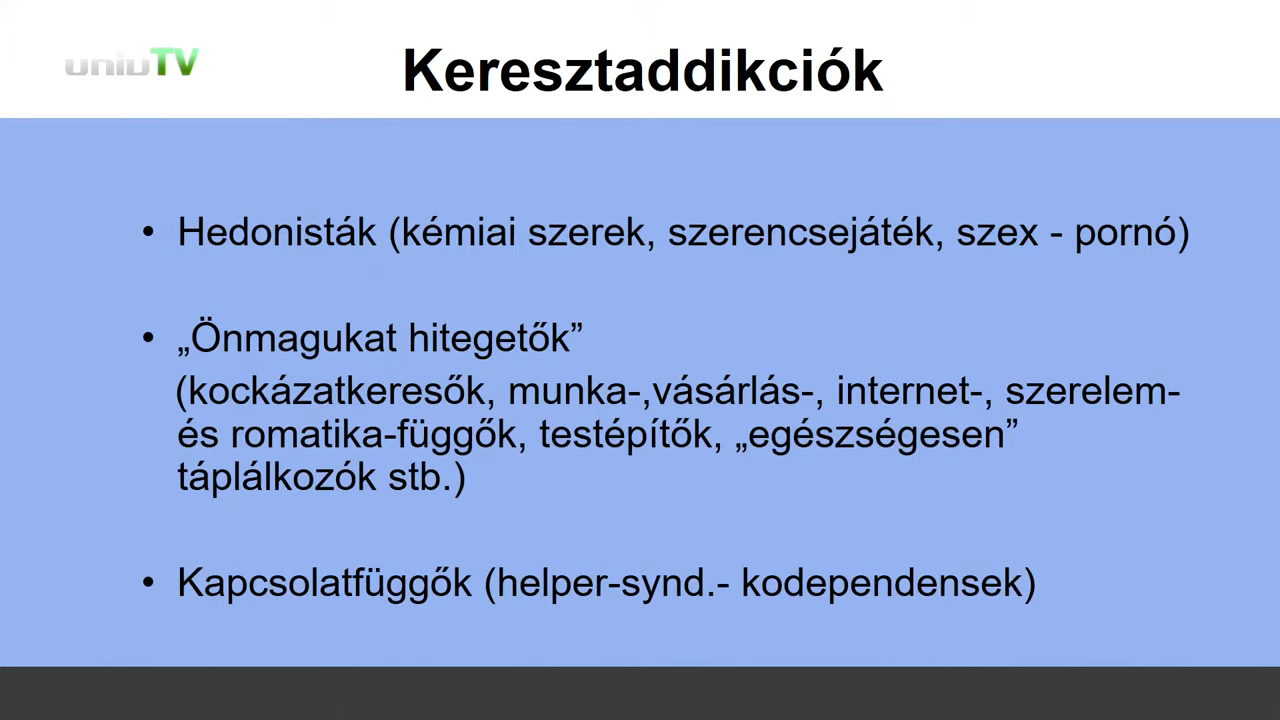 univTV
Keresztaddikciók
• Hedonisták (kémiai szerek, szerencsejáték, szex - pornó)
• „Önmagukat hitegetők”
(kockázatkeresők, munka-,vásárlás-, internet-, szerelem-
és romatika-függők, testépítők, „egészségesen”
táplálkozók stb.)
• Kapcsolatfüggők (helper-synd.- kodependensek)